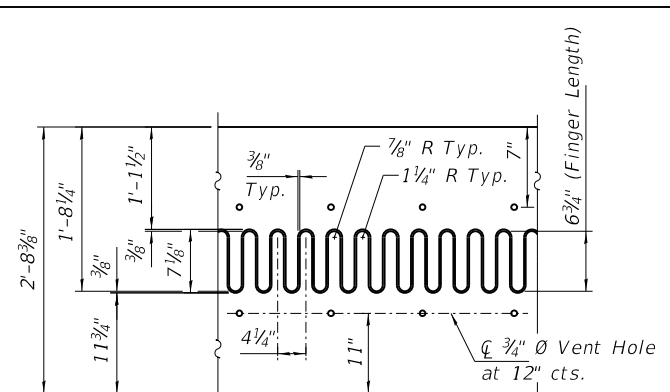 2'-8⅜"
1'-8¼"
1'-1½"
⅜"
Typ.
⅞" R Typ.
1¼" R Typ.
7"
6¾" (Finger Length)
⅜"
⅜"
7⅛"
11¾"
4¼"
11"
℄ ¾" Ø Vent Hole
at 12" cts.